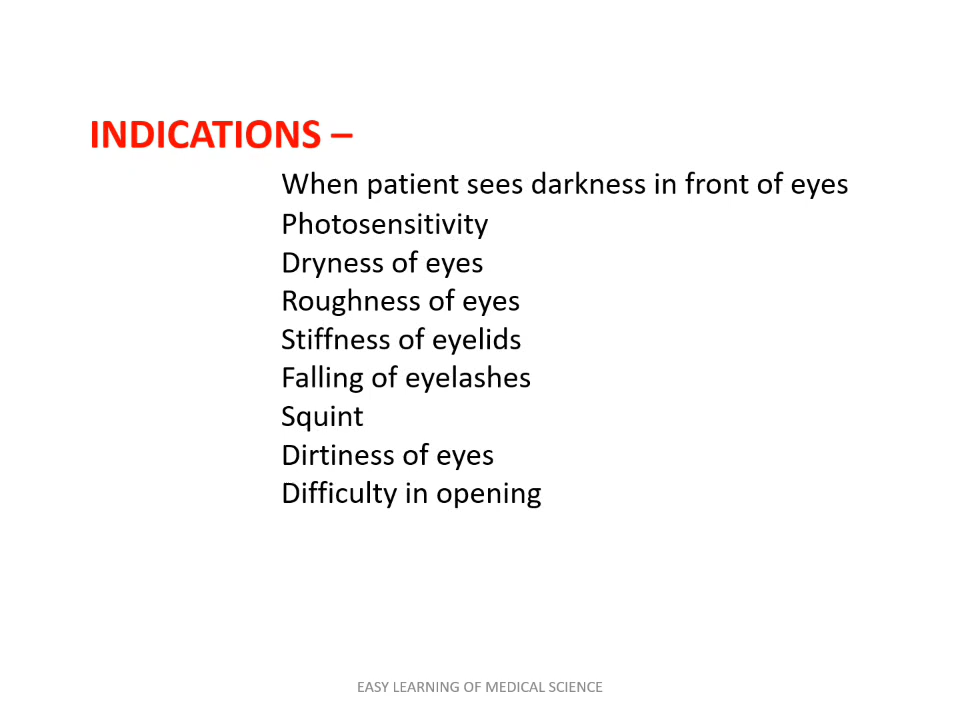 INDICATIONS –
When patient sees darkness in front of eyes
Photosensitivity
Dryness of eyes
Roughness of eyes
Stiffness of eyelids
Falling of eyelashes
Squint
Dirtiness of eyes
Difficulty in opening
EASY LEARNING OF MEDICAL SCIENCE